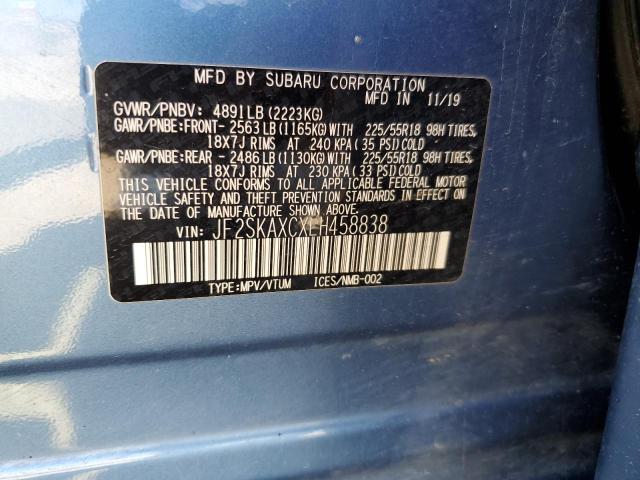 MFD BY SUBARU CORPORATION
MFD IN 11/19
GVWR/PNBV: 4891LB (2223KG)
GAWR/PNBE:FRONT- 2563LB (1165KG) WITH 225/55R18 98H TIRES,
18X7J RIMS AT 240 KPA (35 PSI) COLD
GAWR/PNBE:REAR - 2486LB (1130KG) WITH 225/55R18 98H TIRES,
18X7J RIMS AT 230 KPA (33 PSI) COLD
THIS VEHICLE CONFORMS TO ALL APPLICABLE FEDERAL MOTOR
VEHICLE SAFETY AND THEFT PREVENTION STANDARDS IN EFFECT ON
THE DATE OF MANUFACTURE SHOWN ABOVE.
VIN: JF2SKAXCXLH458838
TYPE:MPV/VTUM ICES/NMB-002